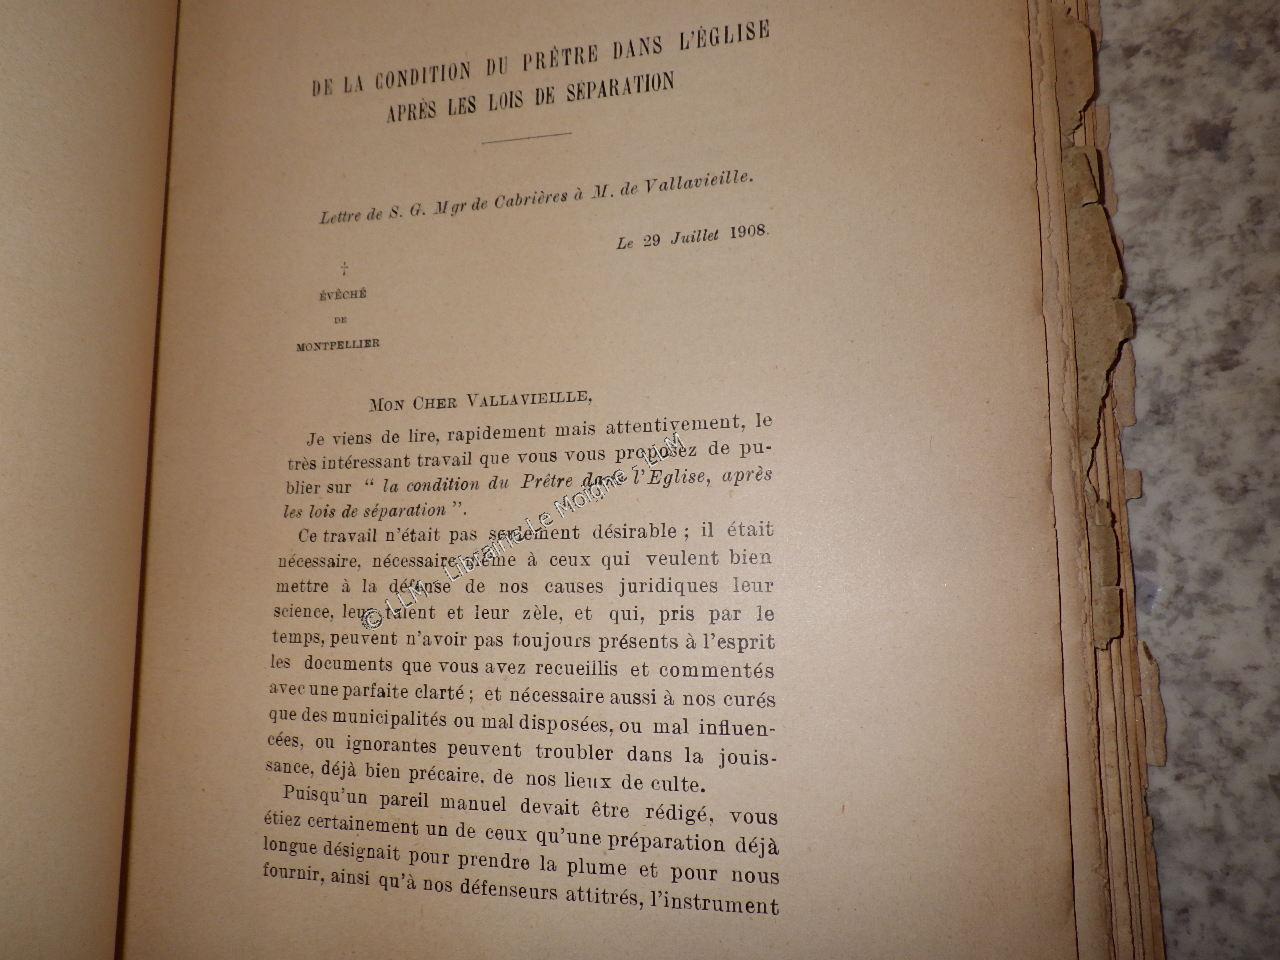 DE LA CONDITION DU PRÊTRE DANS L'ÉGLISE
APRÈS LES LOIS DE SÉPARATION
Lettre de S. G. Mgr de Cabrières à M. de Vallavieille.
Le 29 Juillet 1908.
†
ÉVÊCHÉ
DE
MONTPELLIER
MON CHER VALLAVIEILLE,
Je viens de lire, rapidement mais attentivement, le
très intéressant travail que vous vous proposez de pu-
blier sur “ la condition du Prêtre dans l'Eglise, après
les lois de séparation ”.
Ce travail n'était pas seulement désirable ; il était
nécessaire, nécessaire même à ceux qui veulent bien
mettre à la défense de nos causes juridiques leur
science, leur talent et leur zèle, et qui, pris par le
temps, peuvent n'avoir pas toujours présents à l'esprit
les documents que vous avez recueillis et commentés
avec une parfaite clarté ; et nécessaire aussi à nos curés
que des municipalités ou mal disposées, ou mal influen-
cées, ou ignorantes peuvent troubler dans la jouis-
sance, déjà bien précaire, de nos lieux de culte.
Puisqu'un pareil manuel devait être rédigé, vous
étiez certainement un de ceux qu'une préparation déjà
longue désignait pour prendre la plume et pour nous
fournir, ainsi qu'à nos défenseurs attitrés, l'instrument
© LLM - Librairie Le Moigne - LLM